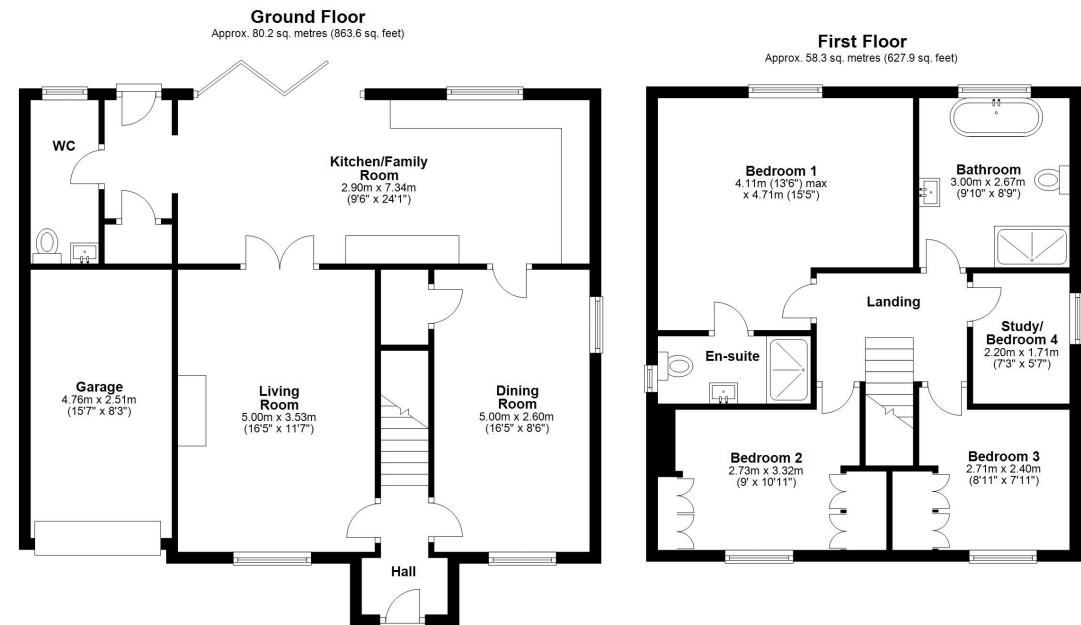 Ground Floor
Approx. 80.2 sq. metres (863.6 sq. feet)
WC
Kitchen/Family
Room
2.90m x 7.34m
(9'6" x 24'1")
Garage
4.76m x 2.51m
(15'7" x 8'3")
Living
Room
5.00m x 3.53m
(16'5" x 11'7")
Dining
Room
5.00m x 2.60m
(16'5" x 8'6")
Hall
First Floor
Approx. 58.3 sq. metres (627.9 sq. feet)
Bedroom 1
4.11m (13'6") max
x 4.71m (15'5")
Bathroom
3.00m x 2.67m
(9'10" x 8'9")
Landing
Study/
Bedroom 4
2.20m x 1.71m
(7'3" x 5'7")
En-suite
Bedroom 2
2.73m x 3.32m
(9' x 10'11")
Bedroom 3
2.71m x 2.40m
(8'11" x 7'11")